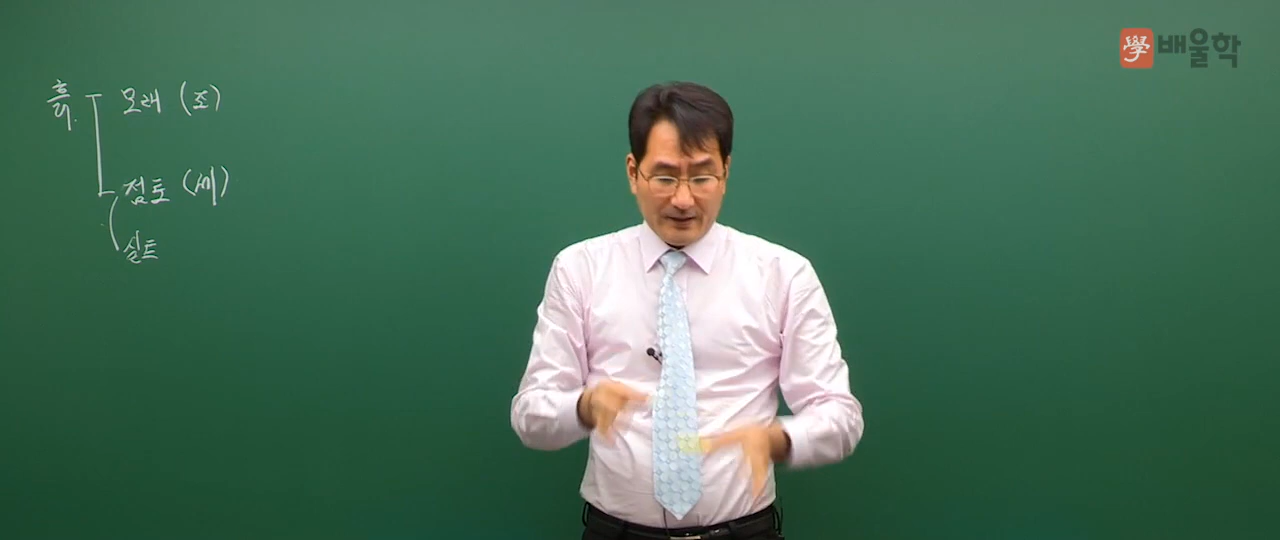 學 배울학
흙 모래 (조)
점토 (세)
실트